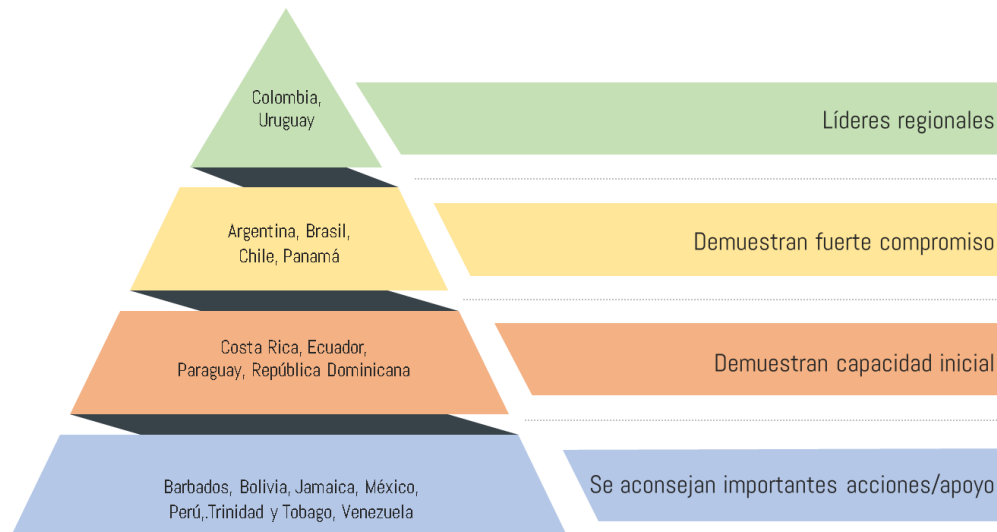 Colombia,
Uruguay
Líderes regionales
Argentina, Brasil,
Chile, Panamá
Demuestran fuerte compromiso
Costa Rica, Ecuador,
Paraguay, República Dominicana
Demuestran capacidad inicial
Barbados, Bolivia, Jamaica, México,
Perú,.Trinidad y Tobago, Venezuela
Se aconsejan importantes acciones/apoyo